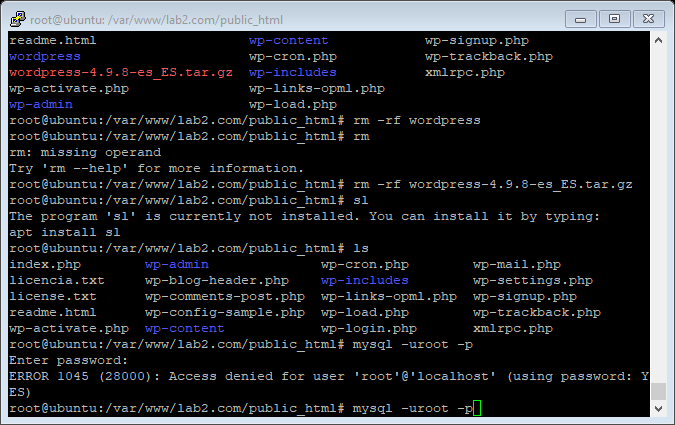 root@ubuntu: /var/www/lab2.com/public_html
readme.html wp-content wp-signup.php
wordpress wp-cron.php wp-trackback.php
wordpress-4.9.8-es_ES.tar.gz wp-includes xmlrpc.php
wp-activate.php wp-links-opml.php
wp-admin wp-load.php
root@ubuntu:/var/www/lab2.com/public_html# rm -rf wordpress
root@ubuntu:/var/www/lab2.com/public_html# rm
rm: missing operand
Try 'rm --help' for more information.
root@ubuntu:/var/www/lab2.com/public_html# rm -rf wordpress-4.9.8-es_ES.tar.gz
root@ubuntu:/var/www/lab2.com/public_html# sl
The program 'sl' is currently not installed. You can install it by typing:
apt install sl
root@ubuntu:/var/www/lab2.com/public_html# ls
index.php wp-admin wp-cron.php wp-mail.php
licencia.txt wp-blog-header.php wp-includes wp-settings.php
license.txt wp-comments-post.php wp-links-opml.php wp-signup.php
readme.html wp-config-sample.php wp-load.php wp-trackback.php
wp-activate.php wp-content wp-login.php xmlrpc.php
root@ubuntu:/var/www/lab2.com/public_html# mysql -uroot -p
Enter password:
ERROR 1045 (28000): Access denied for user 'root'@'localhost' (using password: Y
ES)
root@ubuntu:/var/www/lab2.com/public_html# mysql -uroot -p